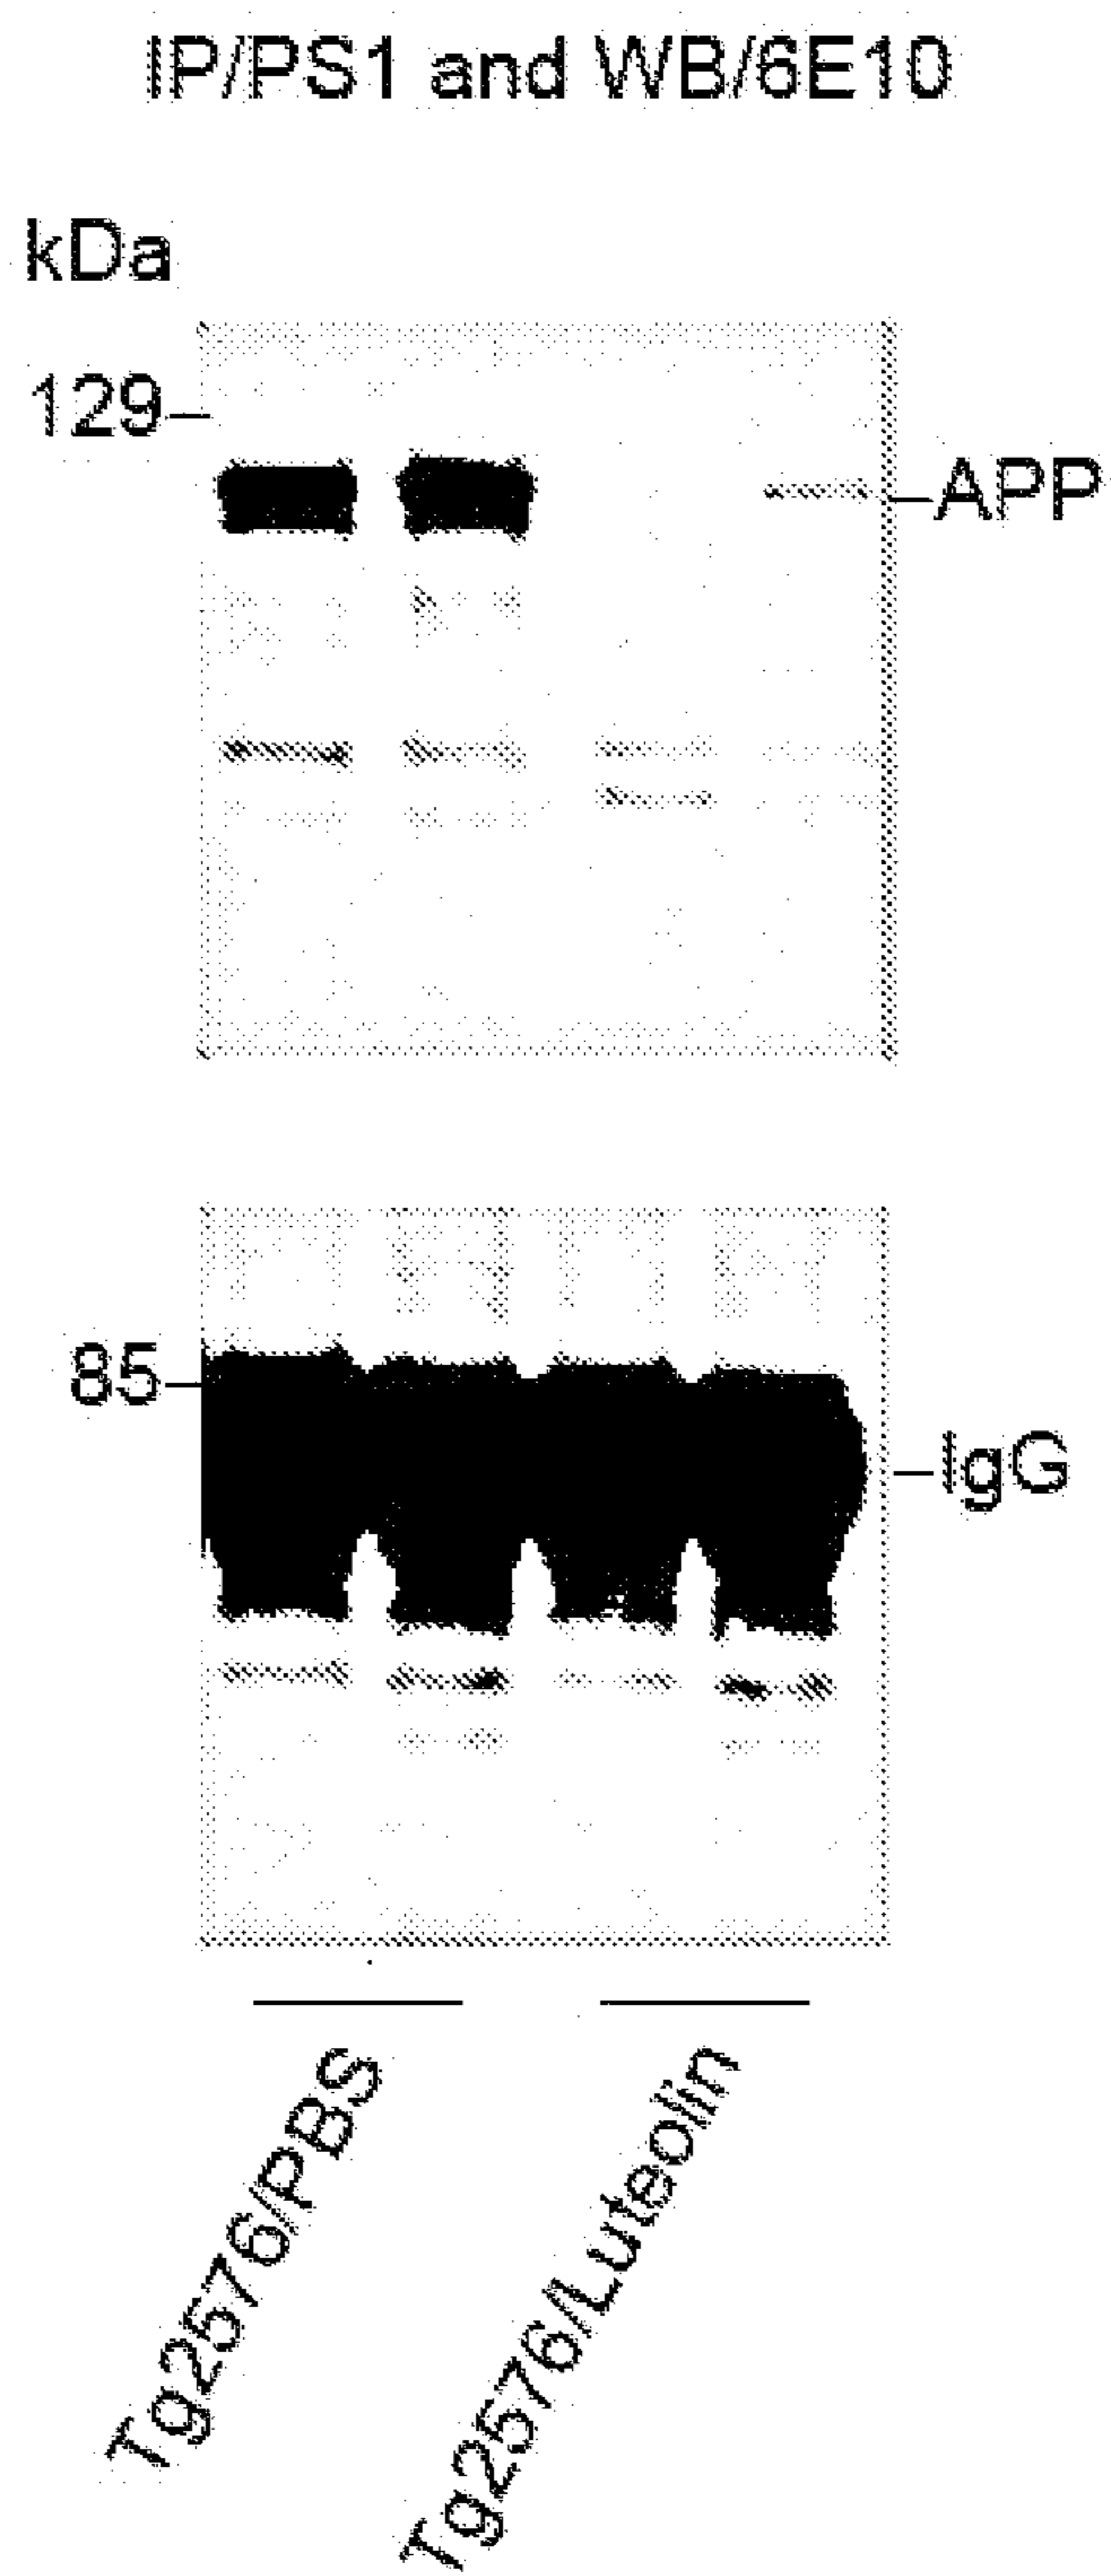 IP/PS1 and WB/6E10
kDa
129
APP
85
IgG
Tg2576/PBS
Tg2576/Luteolin